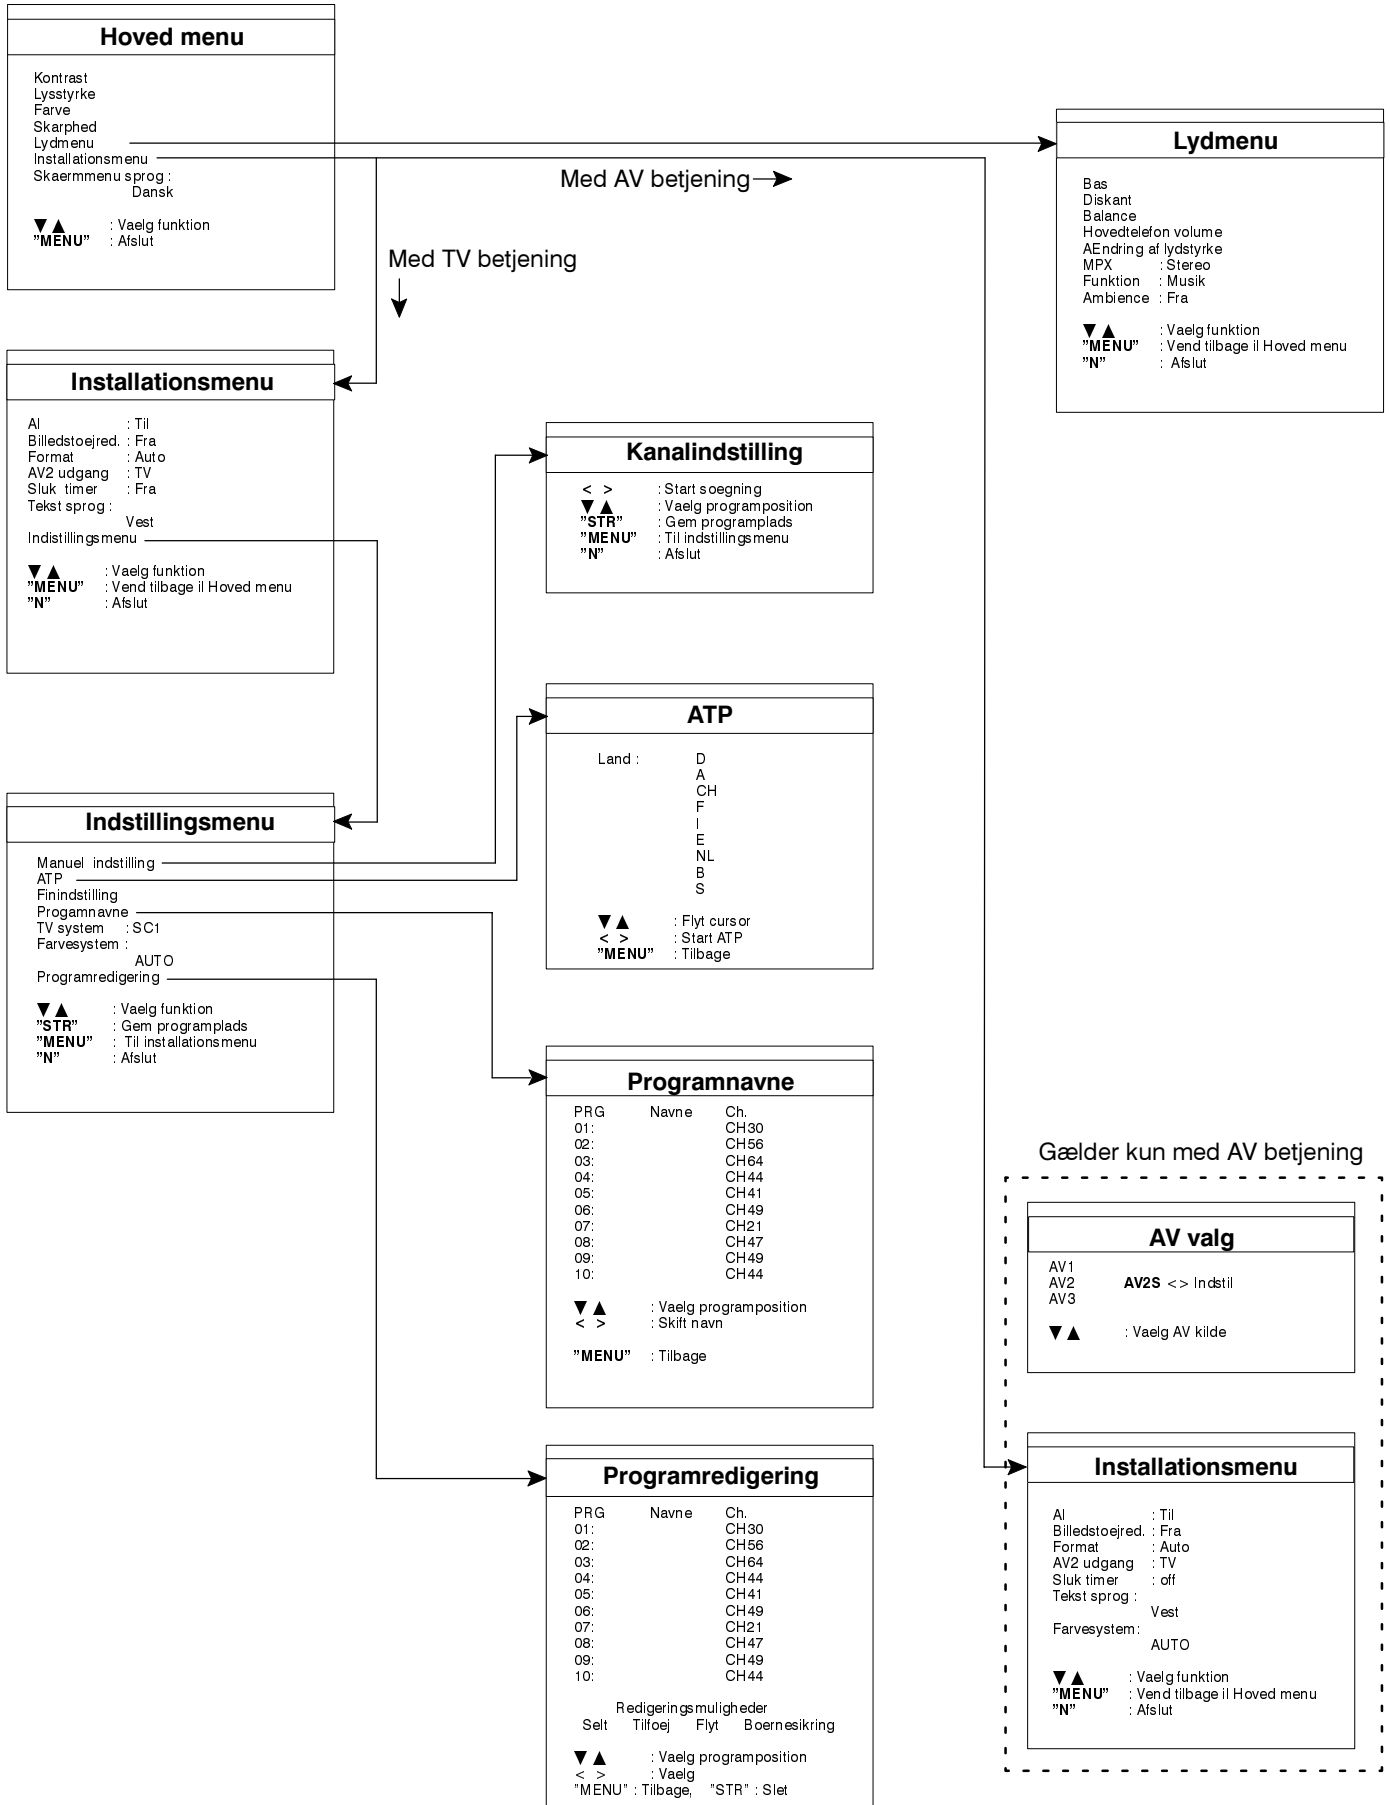 Hoved menu
Kontrast
Lysstyrke
Farve
Skarphed
Lydmenu
Installationsmenu
Skaermmenu sprog :
Dansk
▼ ▲ : Vaelg funktion
"MENU" : Afslut
Med AV betjening
Med TV betjening
Lydmenu
Bas
Diskant
Balance
Hovedtelefon volume
AEndring af lydstyrke
MPX : Stereo
Funktion : Musik
Ambience : Fra
▼ ▲ : Vaelg funktion
"MENU" : Vend tilbage il Hoved menu
"N" : Afslut
Installationsmenu
AI : Til
Billedstoejred. : Fra
Format : Auto
AV2 udgang : TV
Sluk timer : Fra
Tekst sprog :
Vest
Indistillingsmenu
▼ ▲ : Vaelg funktion
"MENU" : Vend tilbage il Hoved menu
"N" : Afslut
Kanalindstilling
< > : Start soegning
▼ ▲ : Vaelg programposition
"STR" : Gem programplads
"MENU" : Til indstillingsmenu
"N" : Afslut
ATP
Land : D
A
CH
F
I
E
NL
B
S
▼ ▲ : Flyt cursor
< > : Start ATP
"MENU" : Tilbage
Indstillingsmenu
Manuel indstilling
ATP
Finindstilling
Progamnavne
TV system : SC1
Farvesystem :
AUTO
Programredigering
▼ ▲ : Vaelg funktion
"STR" : Gem programplads
"MENU" : Til installationsmenu
"N" : Afslut
Programnavne
PRG Navne Ch.
01: CH30
02: CH56
03: CH64
04: CH44
05: CH41
06: CH49
07: CH21
08: CH47
09: CH49
10: CH44
▼ ▲ : Vaelg programposition
< > : Skift navn
"MENU" : Tilbage
Programredigering
PRG Navne Ch.
01: CH30
02: CH56
03: CH64
04: CH44
05: CH41
06: CH49
07: CH21
08: CH47
09: CH49
10: CH44
Redigeringsmuligheder
Selt Tilfoej Flyt Boernesikring
▼ ▲ : Vaelg programposition
< > : Vaelg
"MENU" : Tilbage, "STR" : Slet
Gælder kun med AV betjening
AV valg
AV1
AV2 AV2S <> Indstil
AV3
▼ ▲ : Vaelg AV kilde
Installationsmenu
AI : Til
Billedstoejred. : Fra
Format : Auto
AV2 udgang : TV
Sluk timer : off
Tekst sprog :
Vest
Farvesystem:
AUTO
▼ ▲ : Vaelg funktion
"MENU" : Vend tilbage il Hoved menu
"N" : Afslut